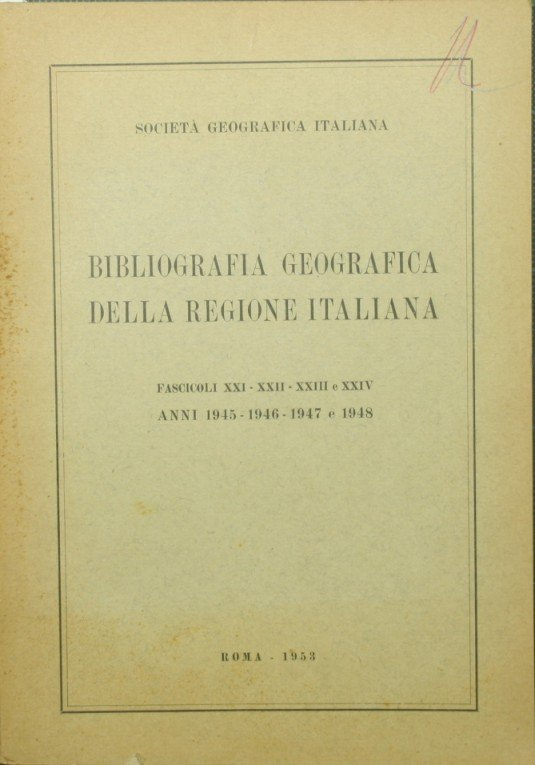 SOCIETÀ GEOGRAFICA ITALIANA
BIBLIOGRAFIA GEOGRAFICA
DELLA REGIONE ITALIANA
FASCICOLI XXI - XXII - XXIII e XXIV
ANNI 1945 - 1946 - 1947 e 1948
ROMA - 1953